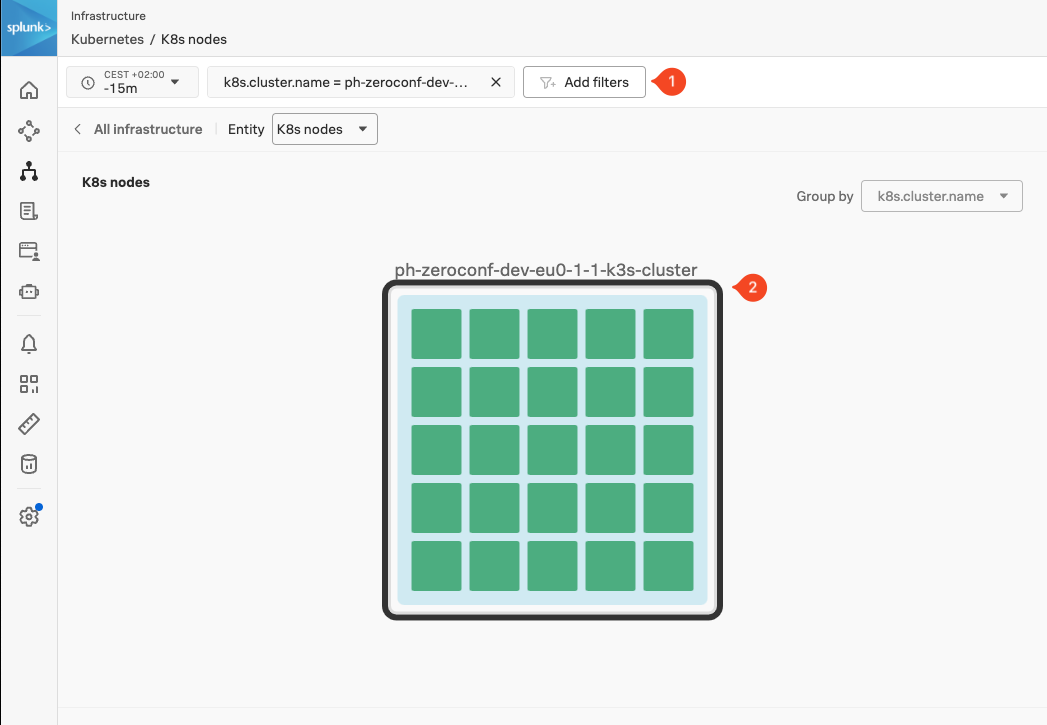 splunk>
Infrastructure
Kubernetes / K8s nodes
CEST +02:00
-15m
k8s.cluster.name = ph-zeroconf-dev-...
Add filters
1
All infrastructure
Entity
K8s nodes
K8s nodes
Group by
k8s.cluster.name
ph-zeroconf-dev-eu0-1-1-k3s-cluster
2